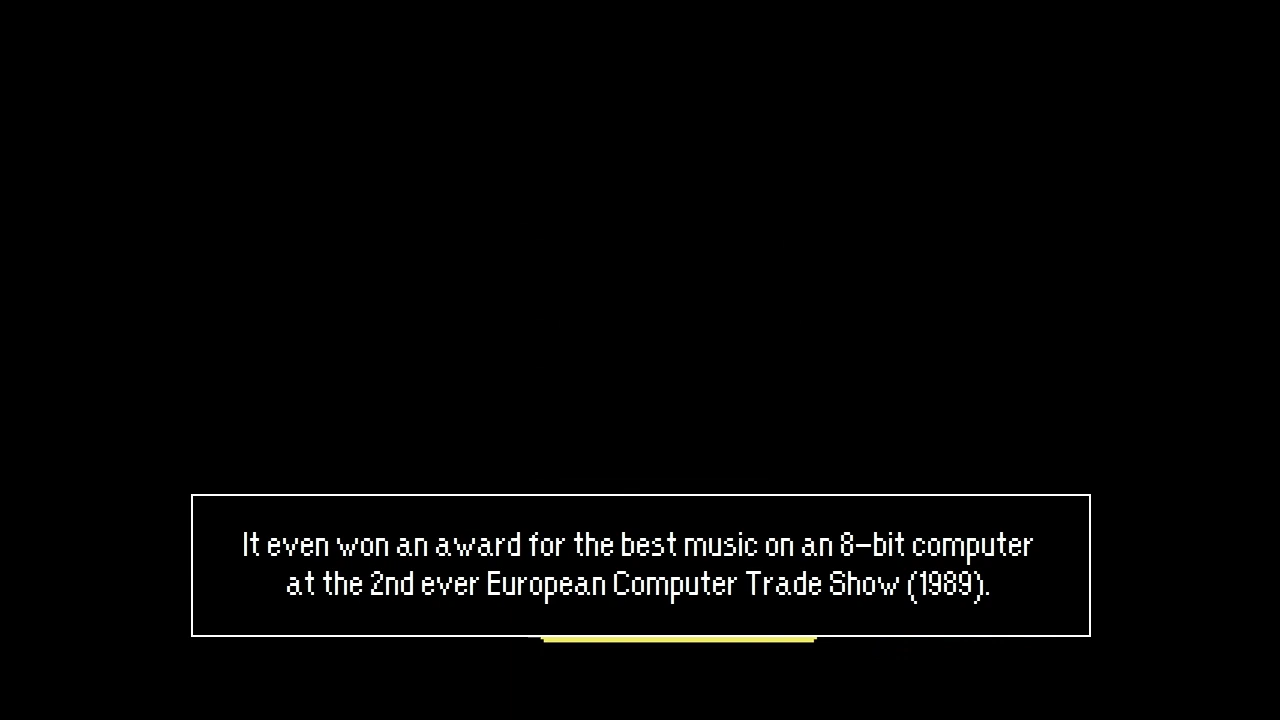 It even won an award for the best music on an 8-bit computer
at the 2nd ever European Computer Trade Show (1989).